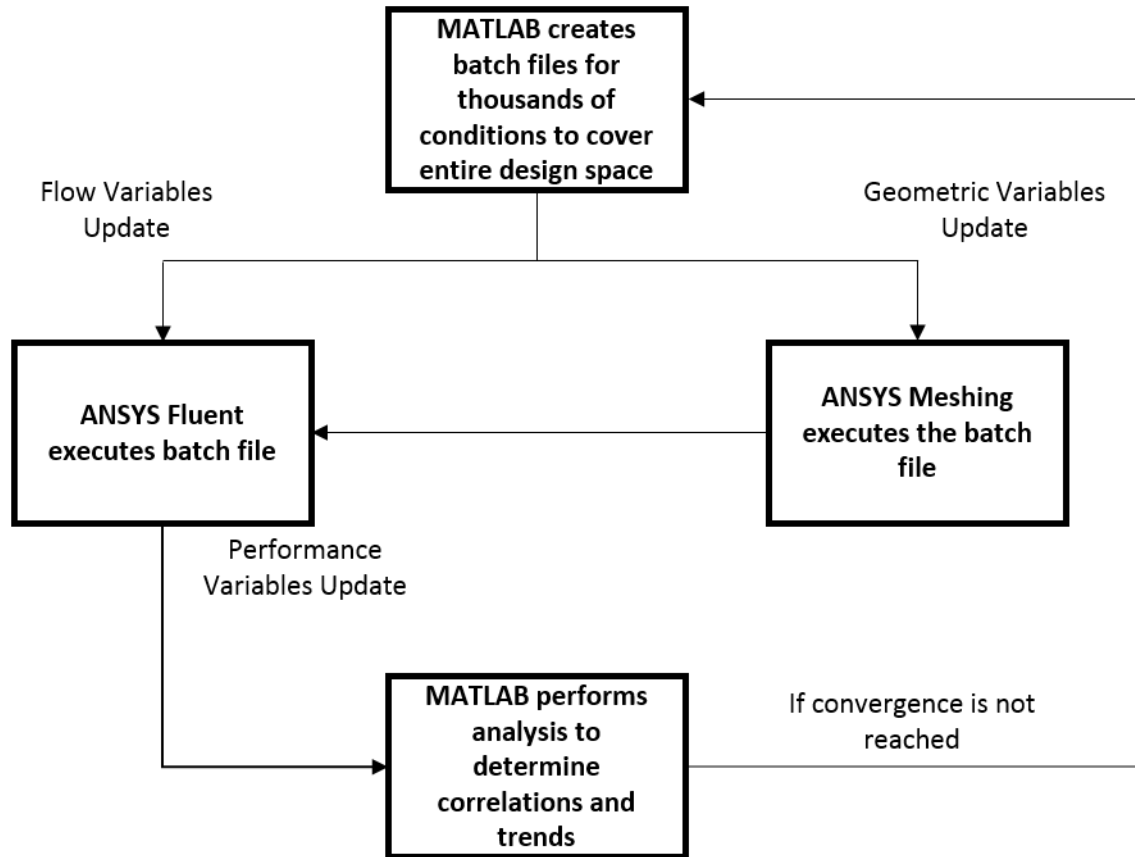 MATLAB creates
batch files for
thousands of
conditions to cover
entire design space
Flow Variables
Update
Geometric Variables
Update
ANSYS Fluent
executes batch file
ANSYS Meshing
executes the batch
file
Performance
Variables Update
MATLAB performs
analysis to
determine
correlations and
trends
If convergence is not
reached